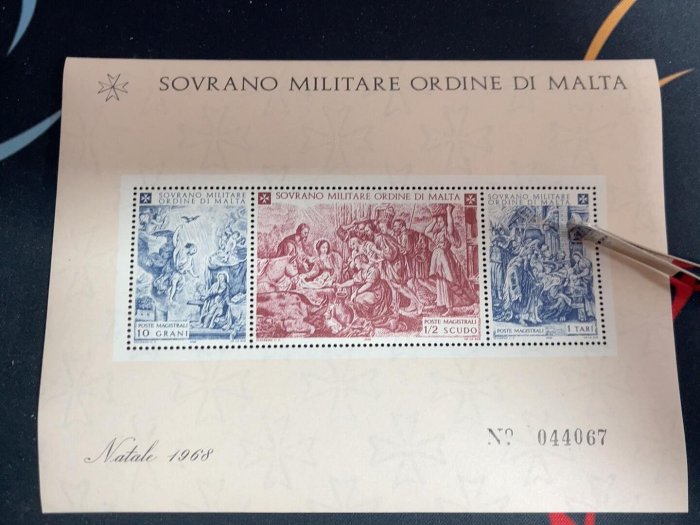 SOVRANO MILITARE ORDINE DI MALTA
SOVRANO MILITARE
ORDINE DI MALTA
POSTE MAGISTRALI
10 GRANI
SOVRANO MILITARE ORDINE DI MALTA
POSTE MAGISTRALI
1/2 SCUDO
SOVRANO MILITARE
ORDINE DI MALTA
POSTE MAGISTRALI
1 TARI
Natale 1968
Nº 044067